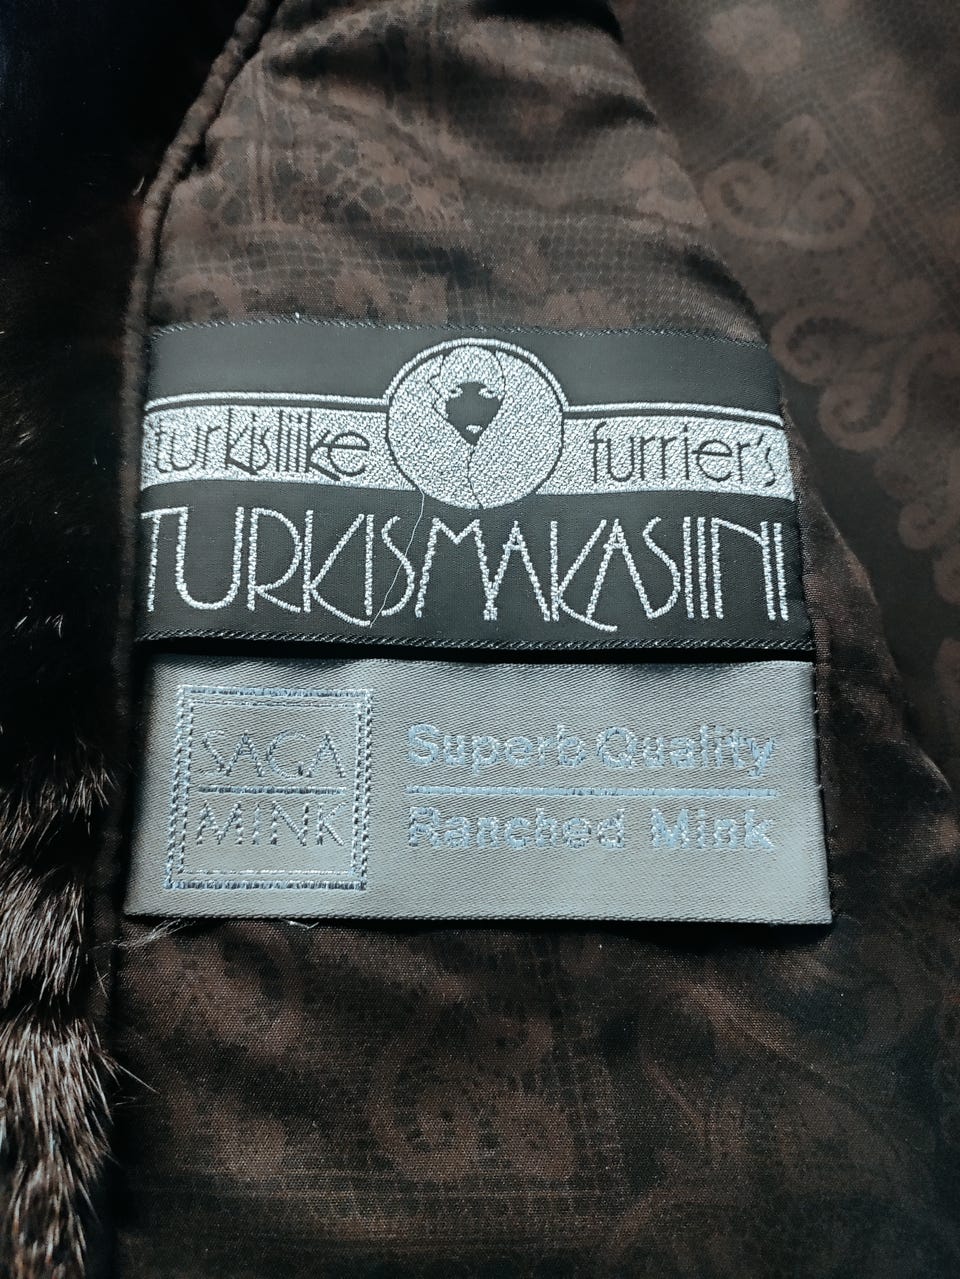 turkisliike furrier's
TURKISMAKASIINI
SAGA
MINK
Superb Quality
Ranched Mink